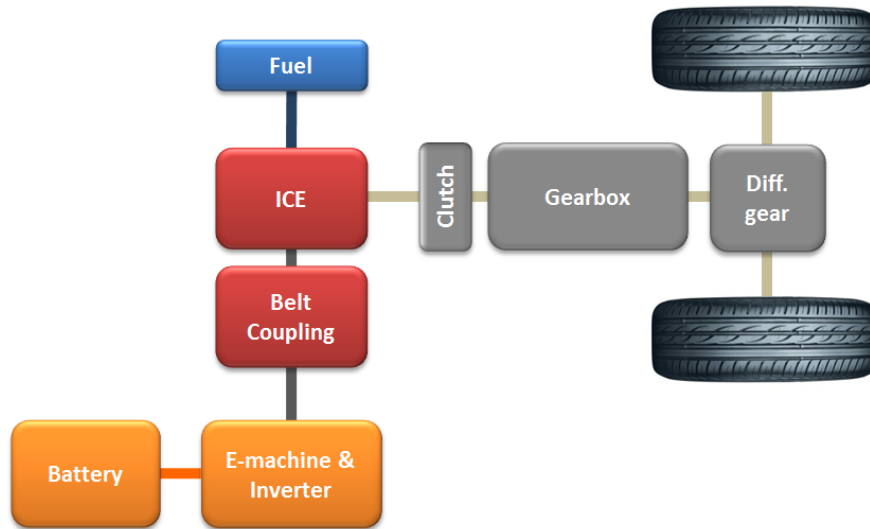 Fuel
ICE
Clutch
Gearbox
Diff.
gear
Belt
Coupling
Battery
E-machine &
Inverter